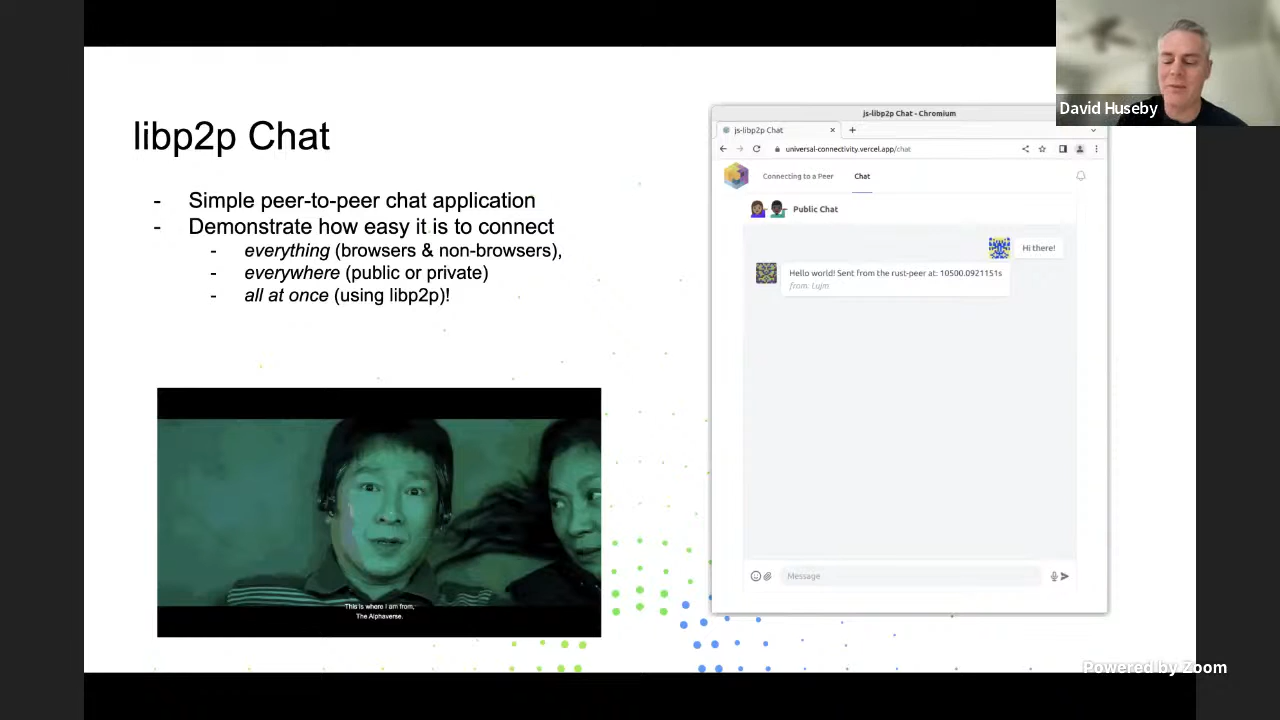 libp2p Chat
- Simple peer-to-peer chat application
- Demonstrate how easy it is to connect
- everything (browsers & non-browsers),
- everywhere (public or private)
- all at once (using libp2p)!
This is where I am from,
The Alphaverse.
js-libp2p Chat - Chromium
js-libp2p Chat
universal-connectivity.vercel.app/chat
Connecting to a Peer
Chat
Public Chat
Hi there!
Hello world! Sent from the rust-peer at: 10500.0921151s
from: Lujm
Message
David Huseby
Powered by Zoom